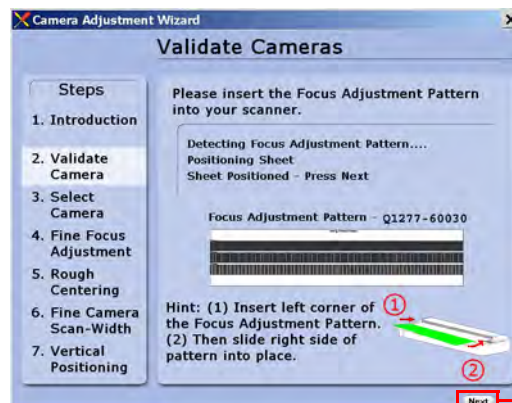 Camera Adjustment Wizard
Validate Cameras
Steps
1. Introduction
2. Validate
Camera
3. Select
Camera
4. Fine Focus
Adjustment
5. Rough
Centering
6. Fine Camera
Scan-Width
7. Vertical
Positioning
Please insert the Focus Adjustment Pattern
into your scanner.
Detecting Focus Adjustment Pattern....
Positioning Sheet
Sheet Positioned - Press Next
Focus Adjustment Pattern - Q1277-60030
Hint: (1) Insert left corner of
the Focus Adjustment Pattern.
(2) Then slide right side of
pattern into place.
1
2
Next